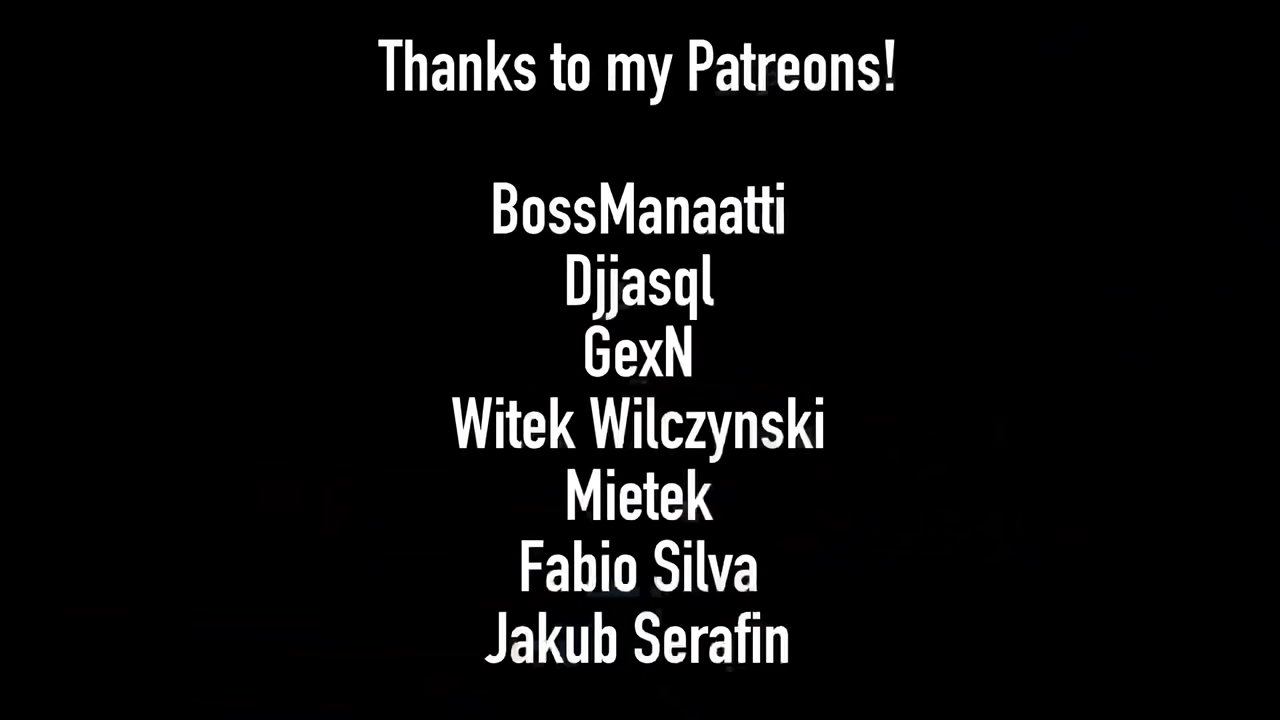 Thanks to my Patreons!
BossManaatti
Djjasql
GexN
Witek Wilczynski
Mietek
Fabio Silva
Jakub Serafin